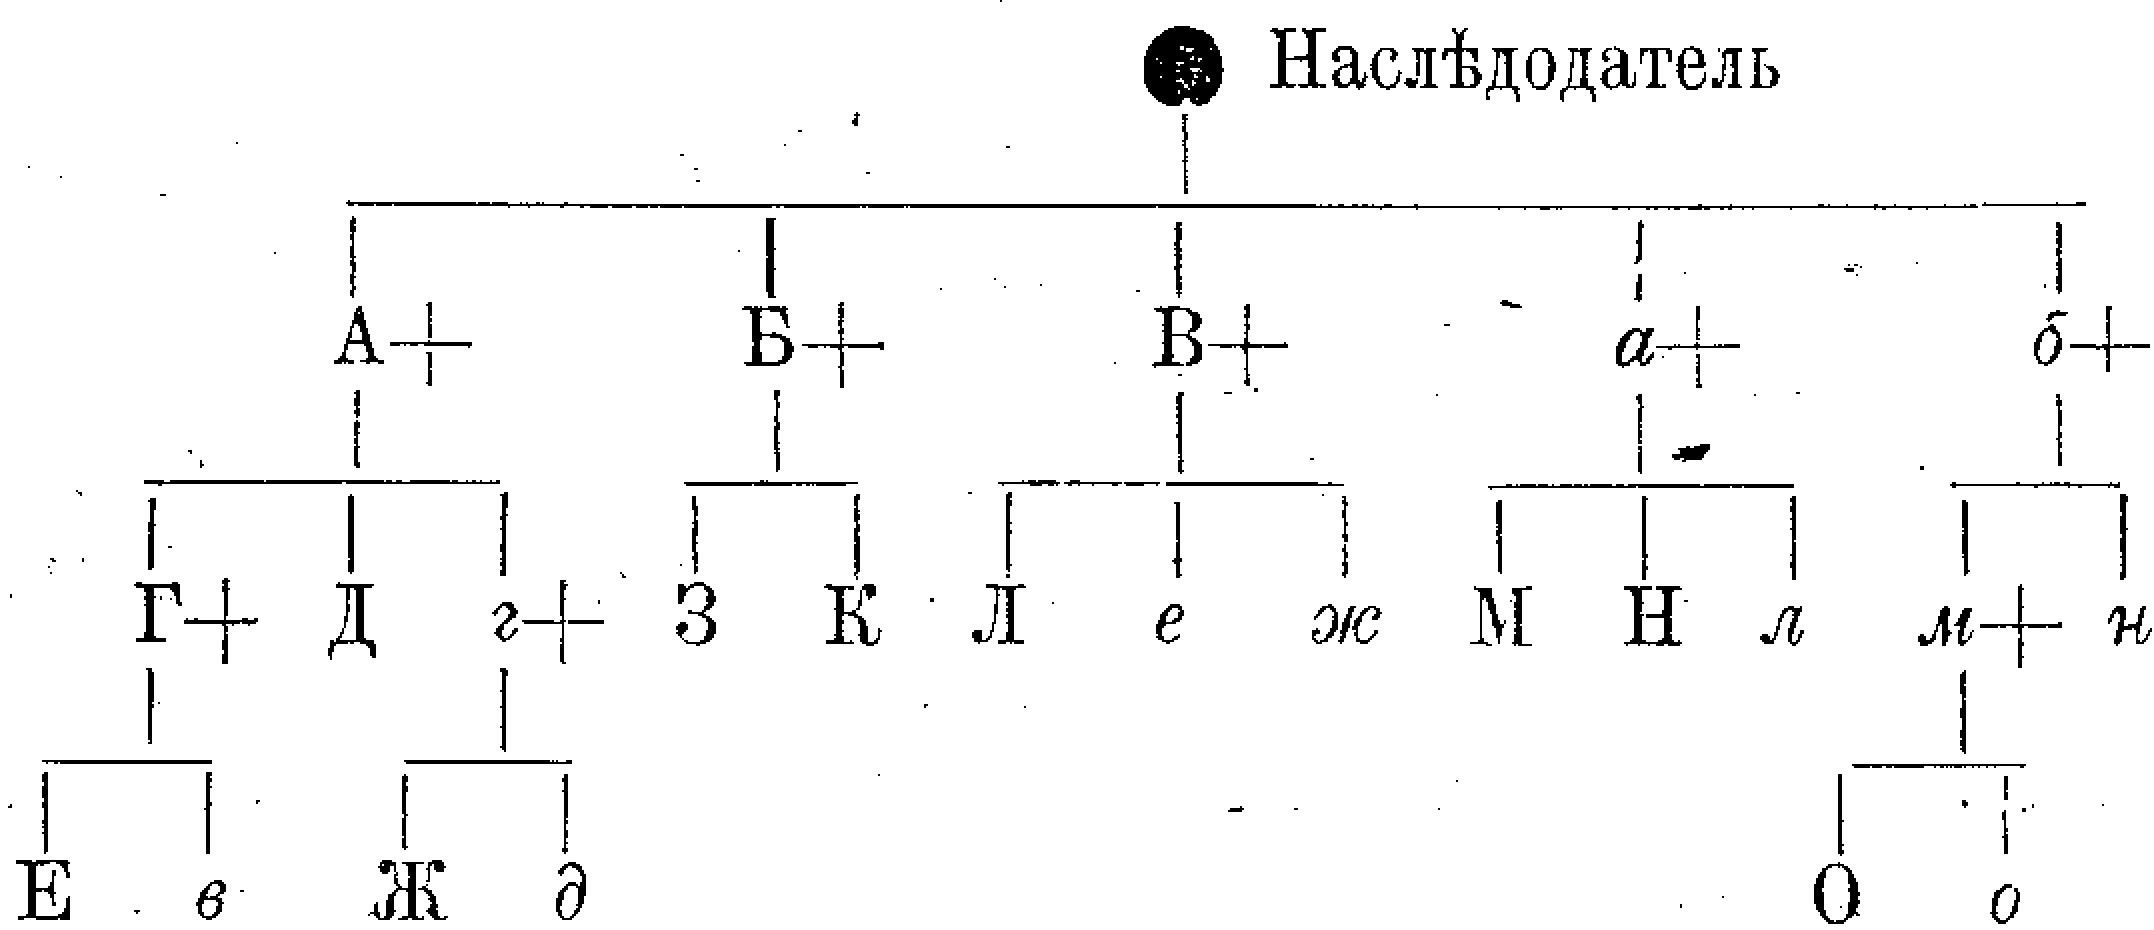 Наслѣдодатель
А Б В а б
Г Д г З К Л е ж М Н л м н
Е в Ж д О о